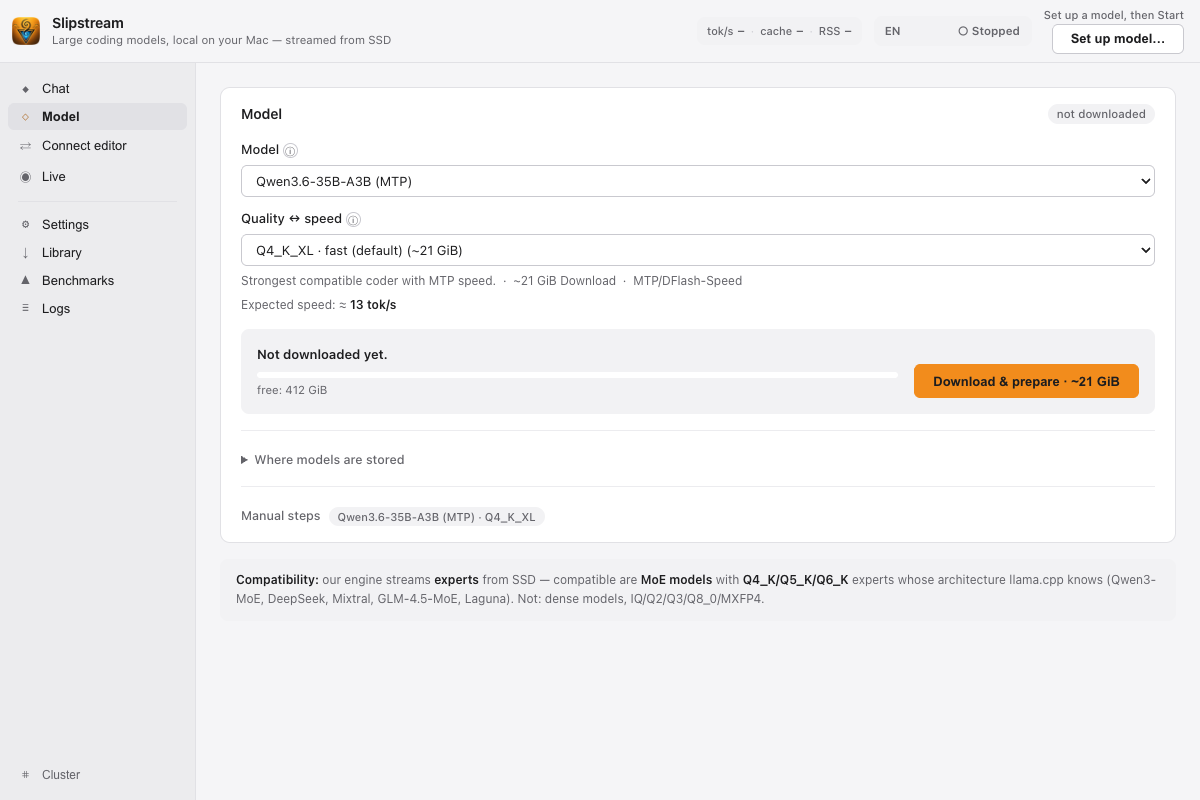 Slipstream
Large coding models, local on your Mac — streamed from SSD
tok/s – · cache – · RSS –
EN
Stopped
Set up a model, then Start
Set up model…
Chat
Model
Connect editor
Live
Settings
Library
Benchmarks
Logs
Cluster
Model
not downloaded
Model ⓘ
Qwen3.6-35B-A3B (MTP)
Quality ↔ speed ⓘ
Q4_K_XL · fast (default) (~21 GiB)
Strongest compatible coder with MTP speed. · ~21 GiB Download · MTP/DFlash-Speed
Expected speed: ≈ 13 tok/s
Not downloaded yet.
free: 412 GiB
Download & prepare · ~21 GiB
Where models are stored
Manual steps Qwen3.6-35B-A3B (MTP) · Q4_K_XL
Compatibility: our engine streams experts from SSD — compatible are MoE models with Q4_K/Q5_K/Q6_K experts whose architecture llama.cpp knows (Qwen3-
MoE, DeepSeek, Mixtral, GLM-4.5-MoE, Laguna). Not: dense models, IQ/Q2/Q3/Q8_0/MXFP4.